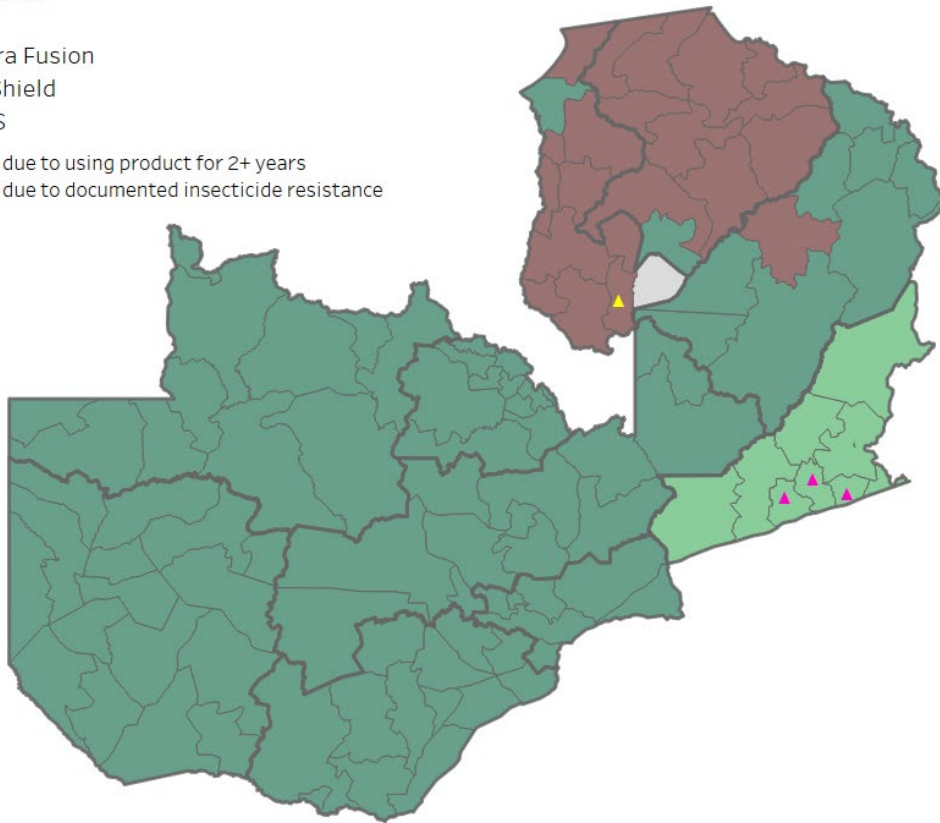 ra Fusion
Shield
S
due to using product for 2+ years
due to documented insecticide resistance